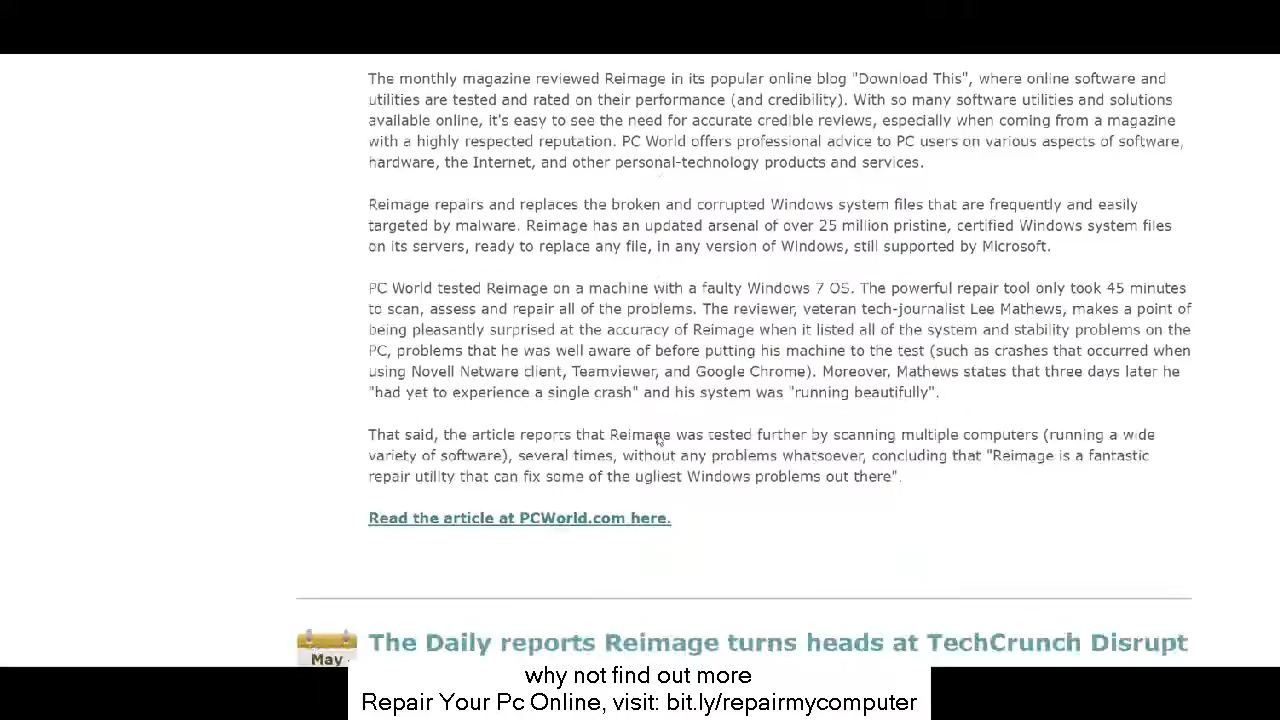 The monthly magazine reviewed Reimage in its popular online blog "Download This", where online software and
utilities are tested and rated on their performance (and credibility). With so many software utilities and solutions
available online, it's easy to see the need for accurate credible reviews, especially when coming from a magazine
with a highly respected reputation. PC World offers professional advice to PC users on various aspects of software,
hardware, the Internet, and other personal-technology products and services.
Reimage repairs and replaces the broken and corrupted Windows system files that are frequently and easily
targeted by malware. Reimage has an updated arsenal of over 25 million pristine, certified Windows system files
on its servers, ready to replace any file, in any version of Windows, still supported by Microsoft.
PC World tested Reimage on a machine with a faulty Windows 7 OS. The powerful repair tool only took 45 minutes
to scan, assess and repair all of the problems. The reviewer, veteran tech-journalist Lee Mathews, makes a point of
being pleasantly surprised at the accuracy of Reimage when it listed all of the system and stability problems on the
PC, problems that he was well aware of before putting his machine to the test (such as crashes that occurred when
using Novell Netware client, Teamviewer, and Google Chrome). Moreover, Mathews states that three days later he
"had yet to experience a single crash" and his system was "running beautifully".
That said, the article reports that Reimage was tested further by scanning multiple computers (running a wide
variety of software), several times, without any problems whatsoever, concluding that "Reimage is a fantastic
repair utility that can fix some of the ugliest Windows problems out there".
Read the article at PCWorld.com here.
The Daily reports Reimage turns heads at TechCrunch Disrupt
May
why not find out more
Repair Your Pc Online, visit: bit.ly/repairmycomputer